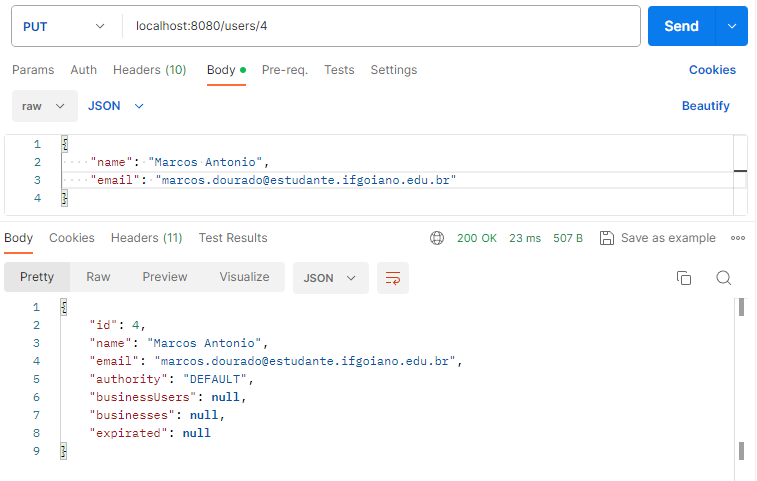 PUT localhost:8080/users/4 Send
Params Auth Headers (10) Body Pre-req. Tests Settings Cookies
raw JSON Beautify
1 {
2 "name": "Marcos Antonio",
3 "email": "marcos.dourado@estudante.ifgoiano.edu.br"
4 }
Body Cookies Headers (11) Test Results 200 OK 23 ms 507 B Save as example
Pretty Raw Preview Visualize JSON
1 {
2 "id": 4,
3 "name": "Marcos Antonio",
4 "email": "marcos.dourado@estudante.ifgoiano.edu.br",
5 "authority": "DEFAULT",
6 "businessUsers": null,
7 "businesses": null,
8 "expirated": null
9 }